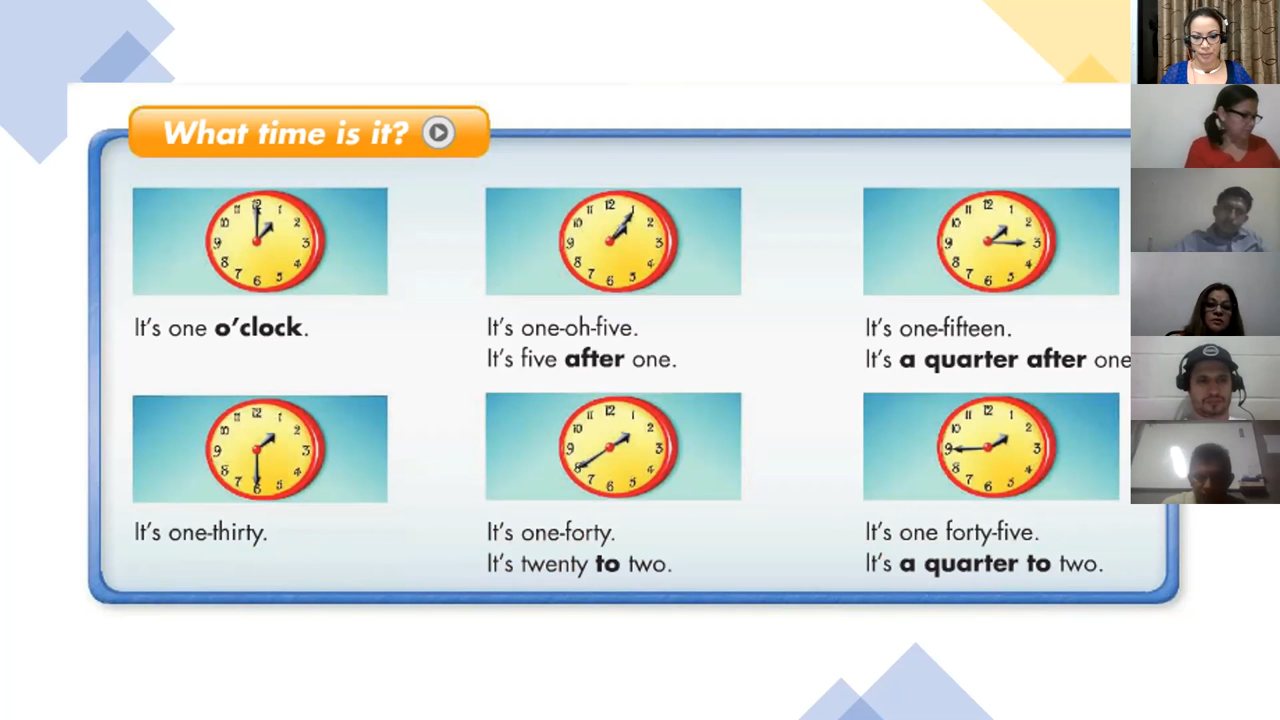 What time is it?
It's one o'clock.
It's one-oh-five.
It's five after one.
It's one-fifteen.
It's a quarter after one
It's one-thirty.
It's one-forty.
It's twenty to two.
It's one forty-five.
It's a quarter to two.